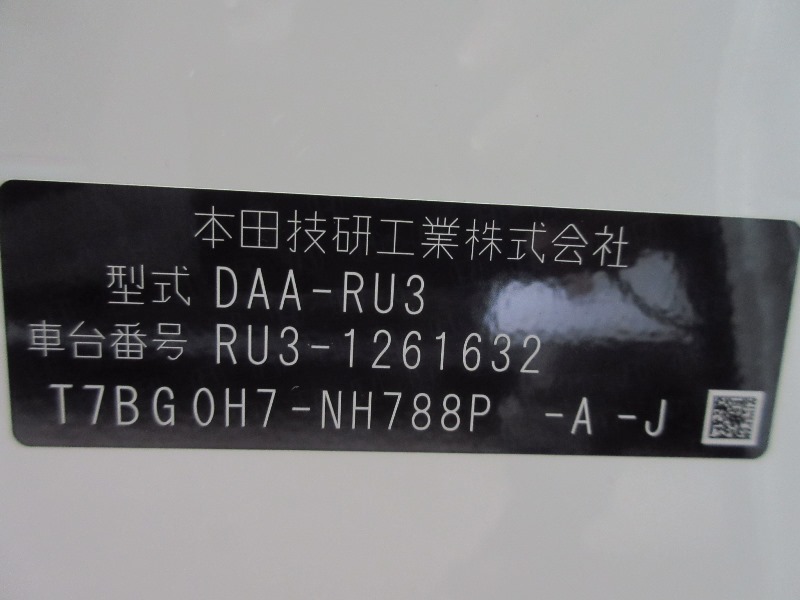 本田技研工業株式会社
型式 DAA-RU3
車台番号 RU3-1261632
T7BG0H7-NH788P -A-J